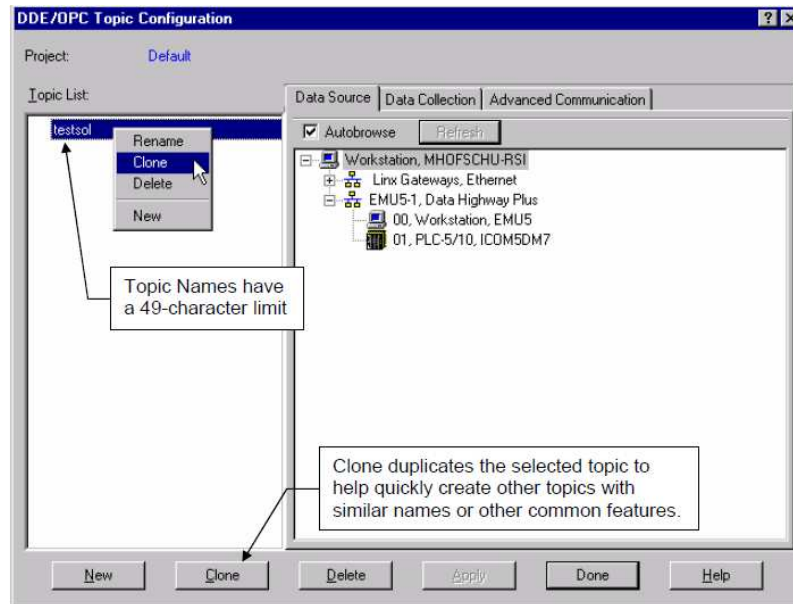 DDE/OPC Topic Configuration
Project: Default
Topic List:
testsol
Rename
Clone
Delete
New
Topic Names have
a 49-character limit
Data Source
Data Collection
Advanced Communication
Autobrowse
Refresh
Workstation, MHOFSCHU-RSI
Linx Gateways, Ethernet
EMU5-1, Data Highway Plus
00, Workstation, EMU5
01, PLC-5/10, ICOM5DM7
Clone duplicates the selected topic to
help quickly create other topics with
similar names or other common features.
New
Clone
Delete
Apply
Done
Help